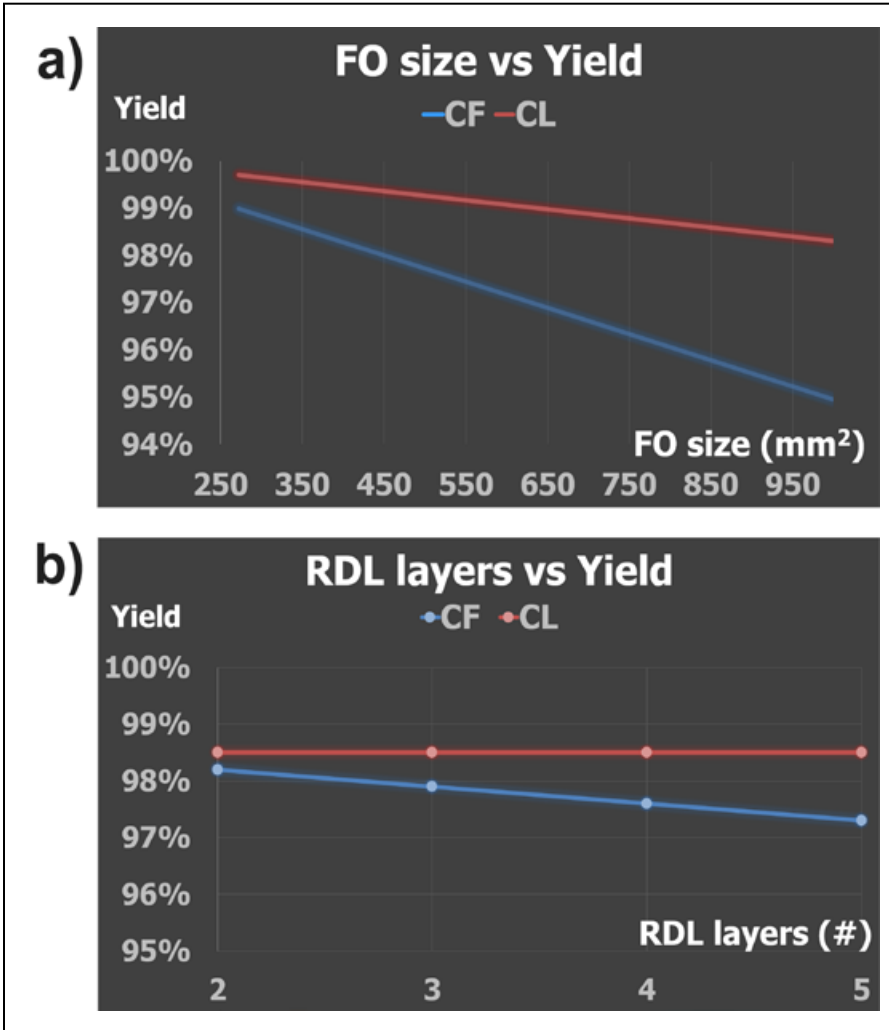 a)
FO size vs Yield
Yield
CF CL
100%
99%
98%
97%
96%
95%
94%
FO size (mm²)
250 350 450 550 650 750 850 950
b)
RDL layers vs Yield
Yield
CF CL
100%
99%
98%
97%
96%
95%
RDL layers (#)
2 3 4 5